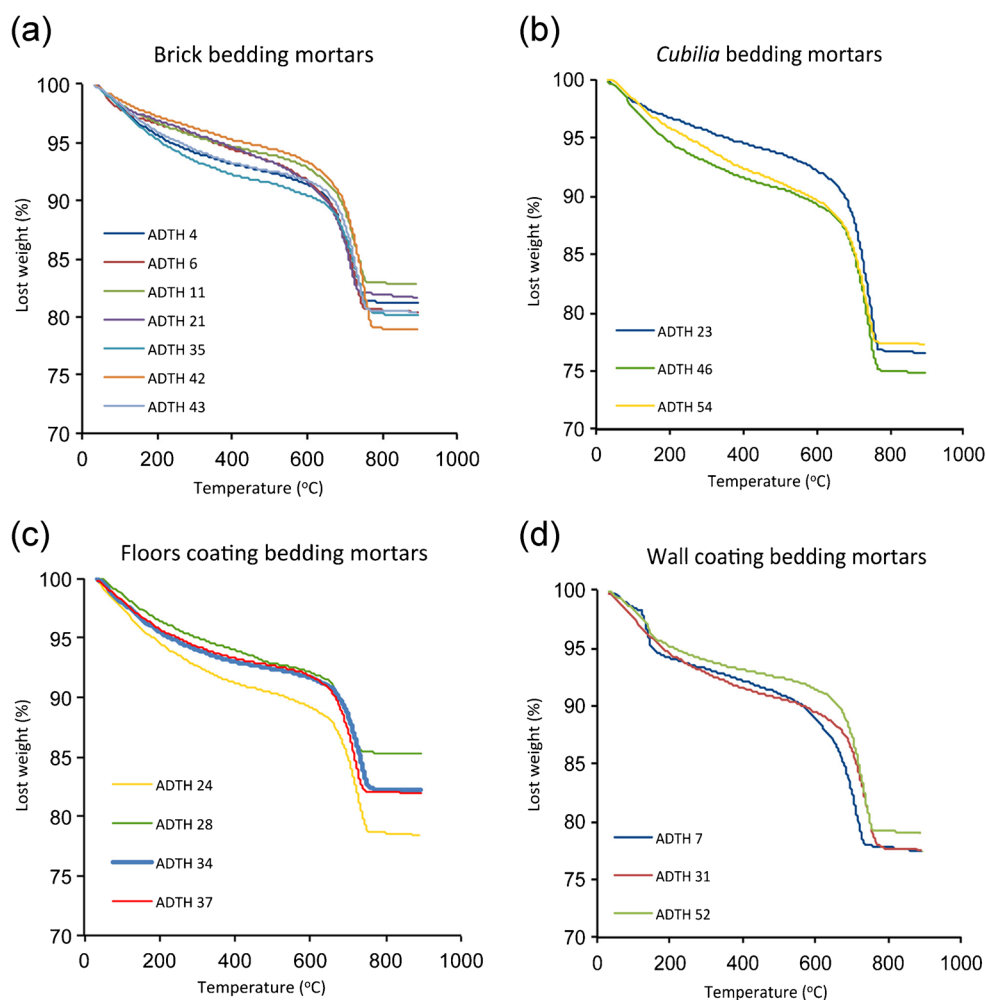 (a)
Brick bedding mortars
100
95
90
85
80
75
70
0 200 400 600 800 1000
Lost weight (%)
Temperature (°C)
ADTH 4
ADTH 6
ADTH 11
ADTH 21
ADTH 35
ADTH 42
ADTH 43
(b)
Cubilia bedding mortars
100
95
90
85
80
75
70
0 200 400 600 800 1000
Lost weight (%)
Temperature (°C)
ADTH 23
ADTH 46
ADTH 54
(c)
Floors coating bedding mortars
100
95
90
85
80
70
0 200 400 600 800 1000
Lost weight (%)
Temperature (°C)
ADTH 24
ADTH 28
ADTH 34
ADTH 37
(d)
Wall coating bedding mortars
100
95
90
85
80
75
70
0 200 400 600 800 1000
Lost weight (%)
Temperature (°C)
ADTH 7
ADTH 31
ADTH 52